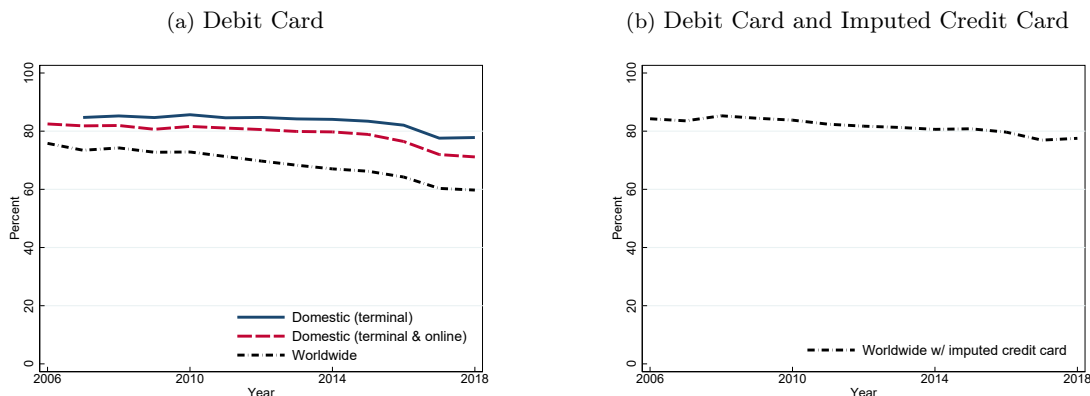 (a) Debit Card
Percent
100
80
60
40
20
0
Domestic (terminal)
Domestic (terminal & online)
Worldwide
2006 2010 2014 2018
Year
(b) Debit Card and Imputed Credit Card
Percent
100
80
60
40
20
0
Worldwide w/ imputed credit card
2006 2010 2014 2018
Year